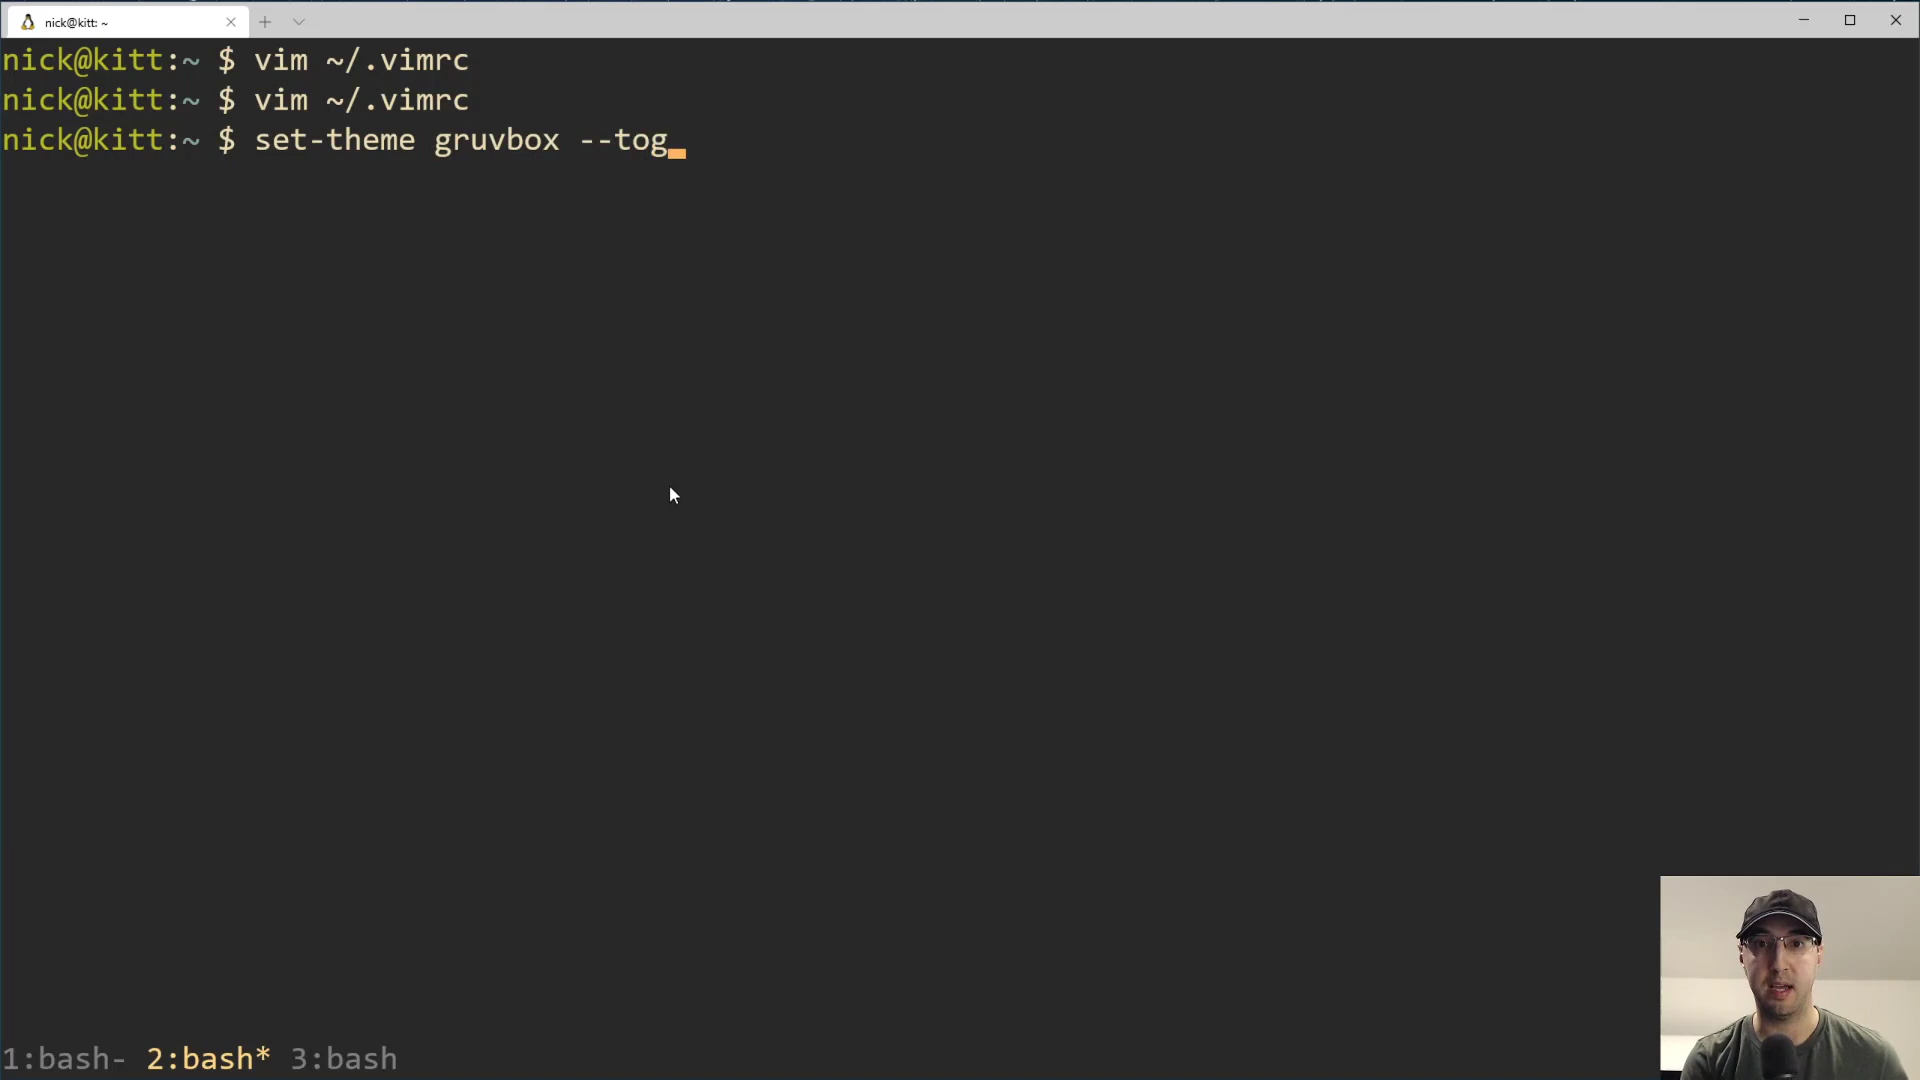 nick@kitt: ~
nick@kitt:~ $ vim ~/.vimrc
nick@kitt:~ $ vim ~/.vimrc
nick@kitt:~ $ set-theme gruvbox --tog
1:bash- 2:bash* 3:bash